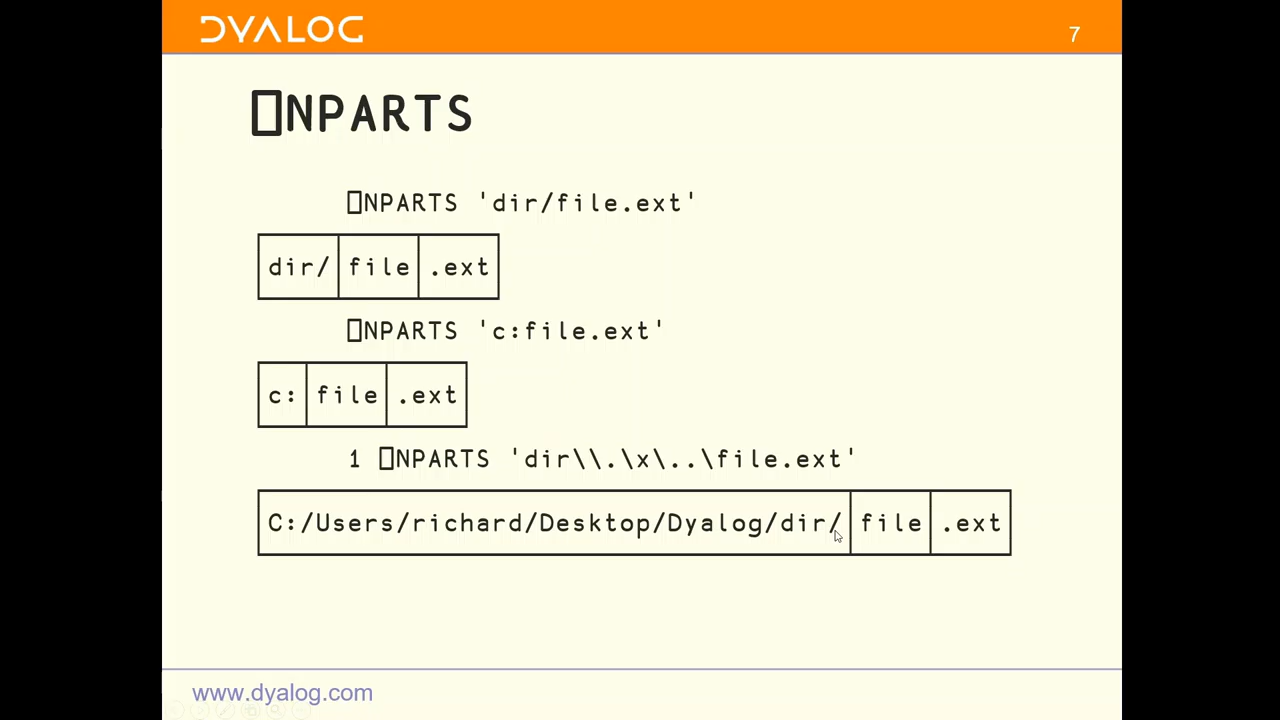 DYALOG
7
⎕NPARTS
⎕NPARTS 'dir/file.ext'
dir/ file .ext
⎕NPARTS 'c:file.ext'
c: file .ext
1 ⎕NPARTS 'dir\\.\x\..\file.ext'
C:/Users/richard/Desktop/Dyalog/dir/ file .ext
www.dyalog.com